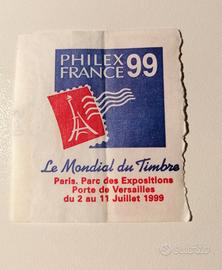 PHILEX
FRANCE 99
Le Mondial du Timbre
Paris. Parc des Expositions
Porte de Versailles
du 2 au 11 Juillet 1999
subito